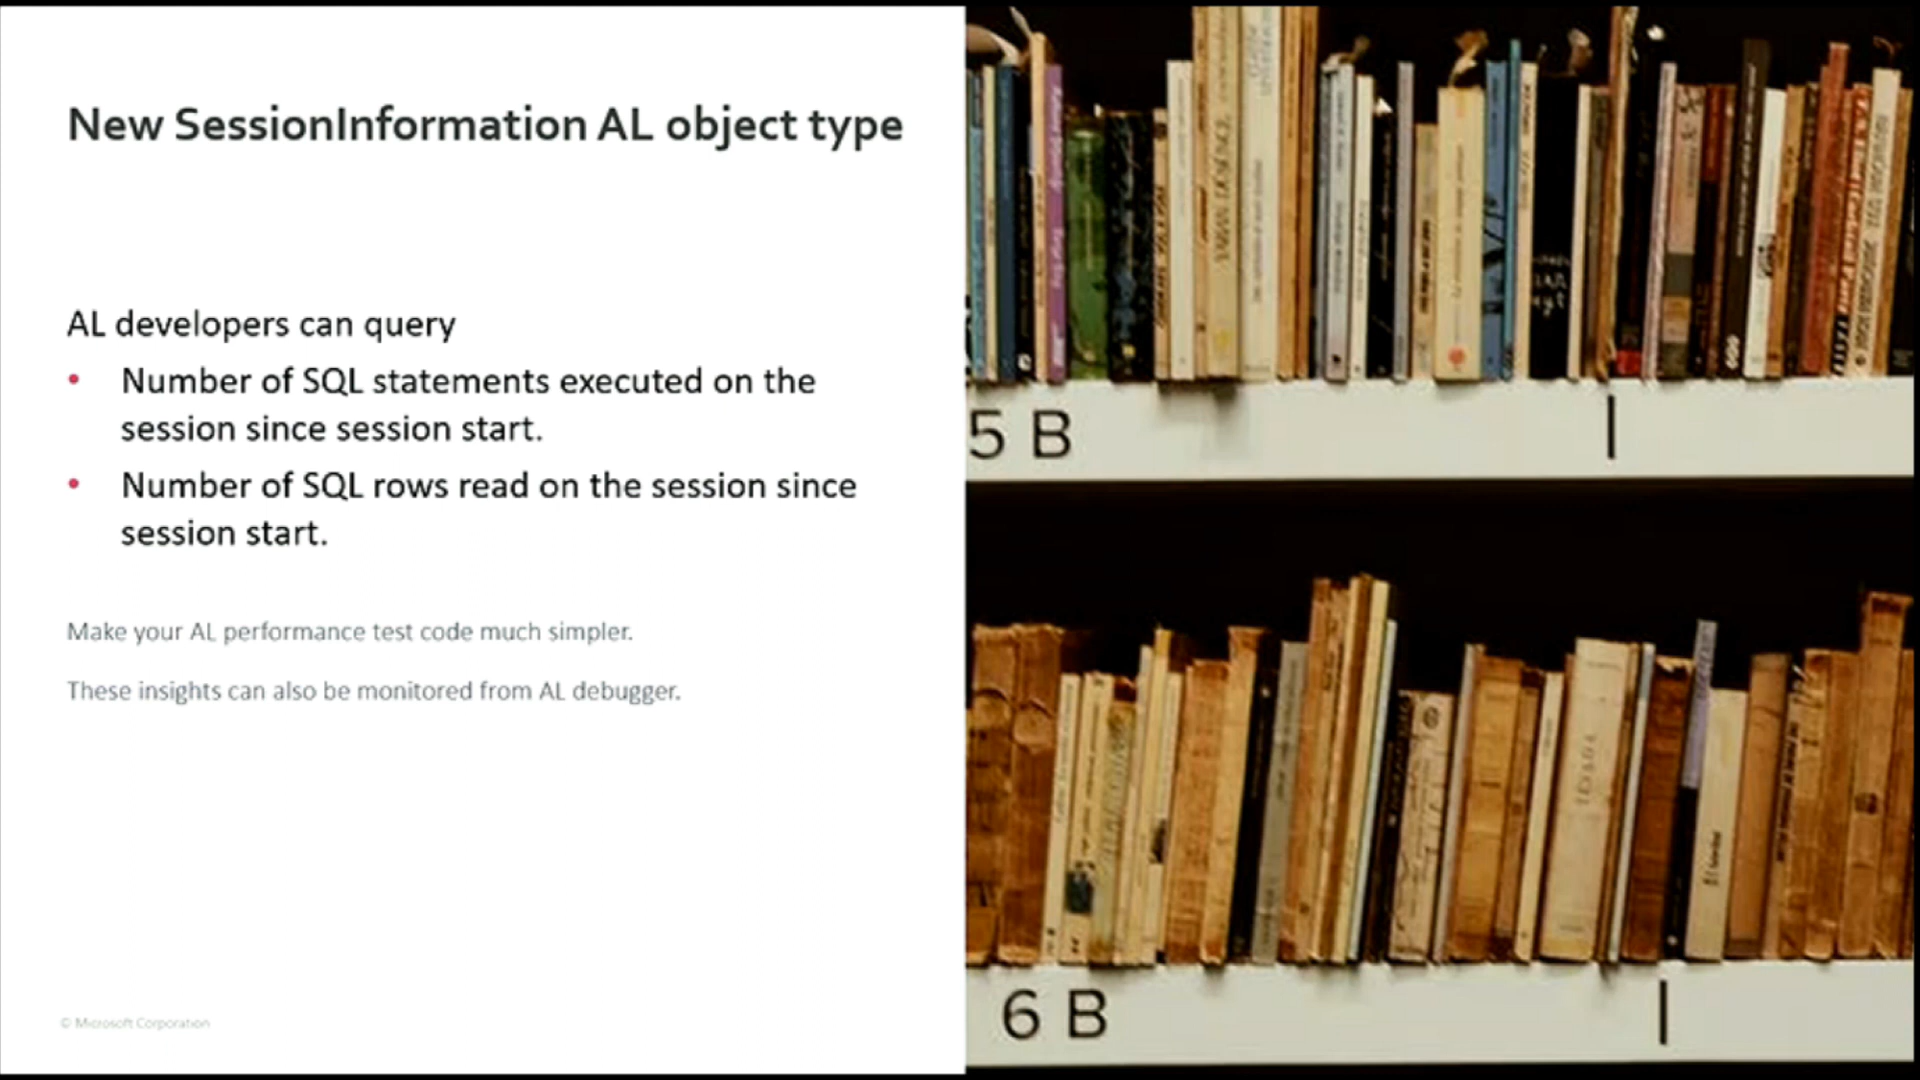 New SessionInformation AL object type
AL developers can query
• Number of SQL statements executed on the
session since session start.
• Number of SQL rows read on the session since
session start.
Make your AL performance test code much simpler.
These insights can also be monitored from AL debugger.
© Microsoft Corporation
5 B
6 B